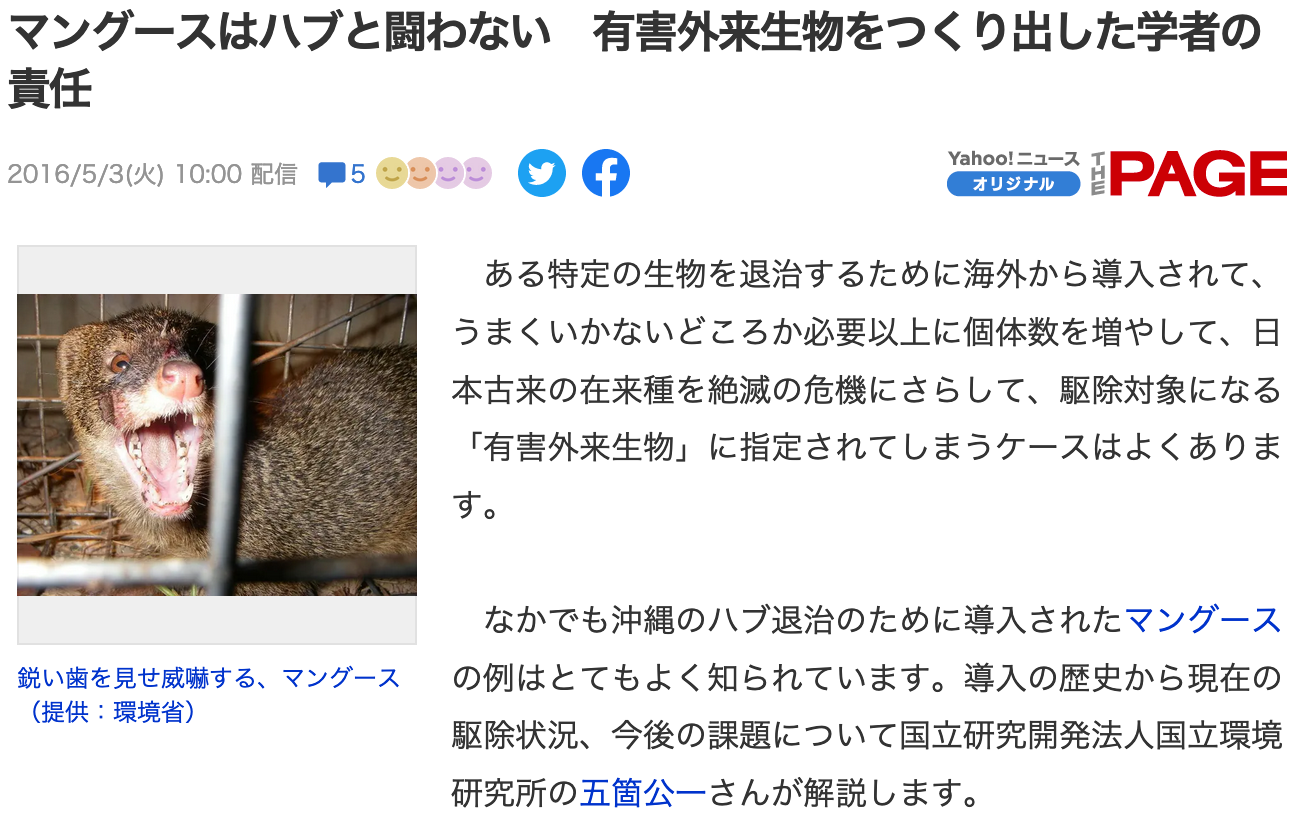 マングースはハブと闘わない　有害外来生物をつくり出した学者の
責任
2016/5/3(火) 10:00 配信
5
Yahoo!ニュース
オリジナル
THE PAGE
鋭い歯を見せ威嚇する、マングース
（提供：環境省）
　ある特定の生物を退治するために海外から導入されて、
うまくいかないどころか必要以上に個体数を増やして、日
本古来の在来種を絶滅の危機にさらして、駆除対象になる
「有害外来生物」に指定されてしまうケースはよくありま
す。
　なかでも沖縄のハブ退治のために導入されたマングース
の例はとてもよく知られています。導入の歴史から現在の
駆除状況、今後の課題について国立研究開発法人国立環境
研究所の五箇公一さんが解説します。